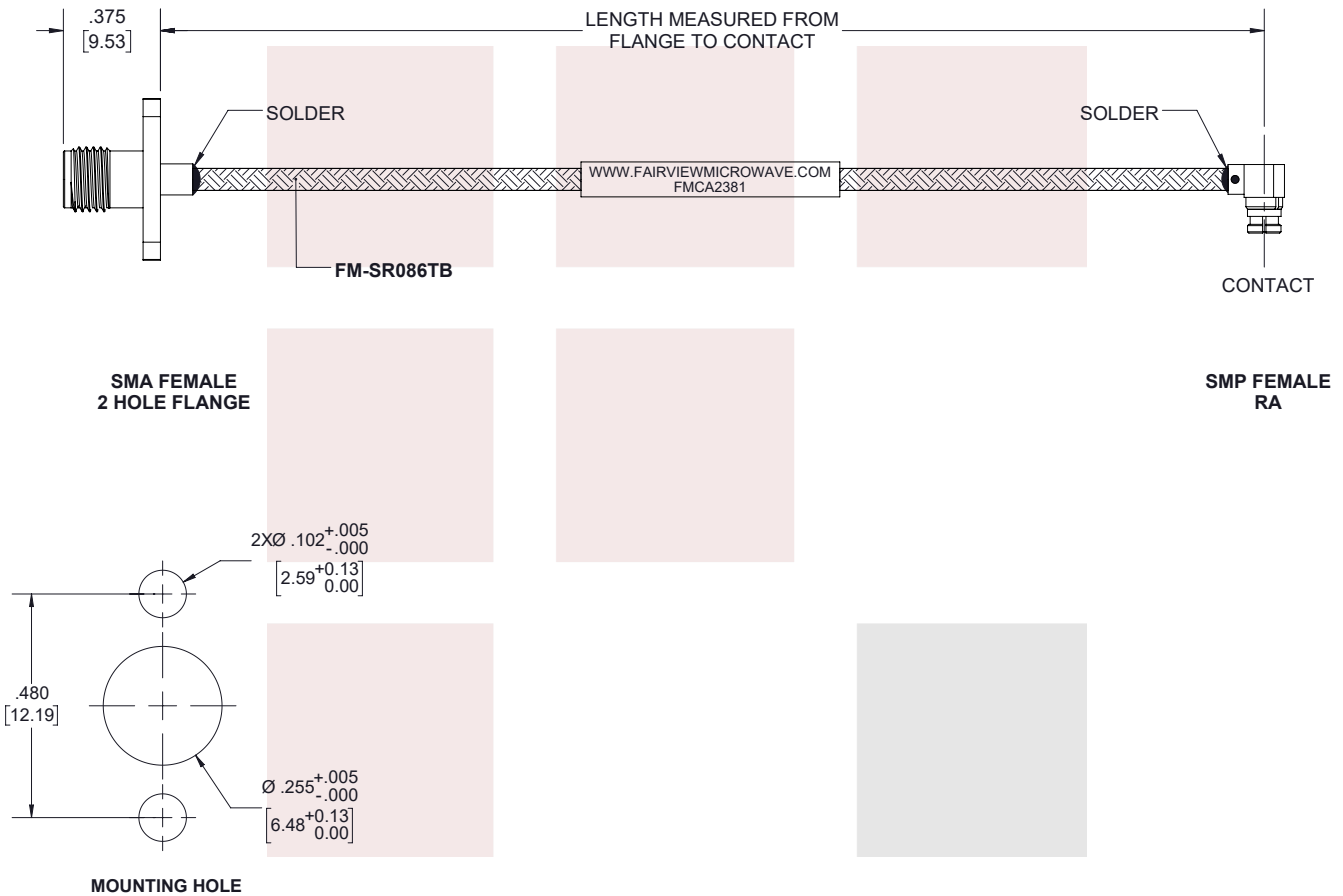 .375
[9.53]
LENGTH MEASURED FROM
FLANGE TO CONTACT
SOLDER
SOLDER
WWW.FAIRVIEWMICROWAVE.COM
FMCA2381
FM-SR086TB
CONTACT
SMA FEMALE
2 HOLE FLANGE
SMP FEMALE
RA
2XØ .102 +.005
-.000
[2.59 +0.13
0.00]
.480
[12.19]
Ø .255 +.005
-.000
[6.48 +0.13
0.00]
MOUNTING HOLE